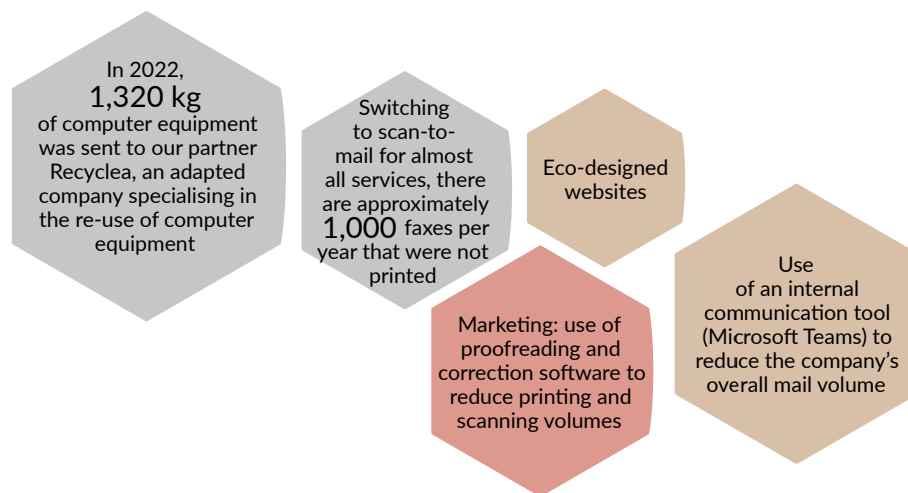 In 2022,
1,320 kg
of computer equipment
was sent to our partner
Recyclea, an adapted
company specialising in
the re-use of computer
equipment
Switching
to scan-to-
mail for almost
all services, there
are approximately
1,000 faxes per
year that were not
printed
Eco-designed
websites
Marketing: use of
proofreading and
correction software to
reduce printing and
scanning volumes
Use
of an internal
communication tool
(Microsoft Teams) to
reduce the company’s
overall mail volume